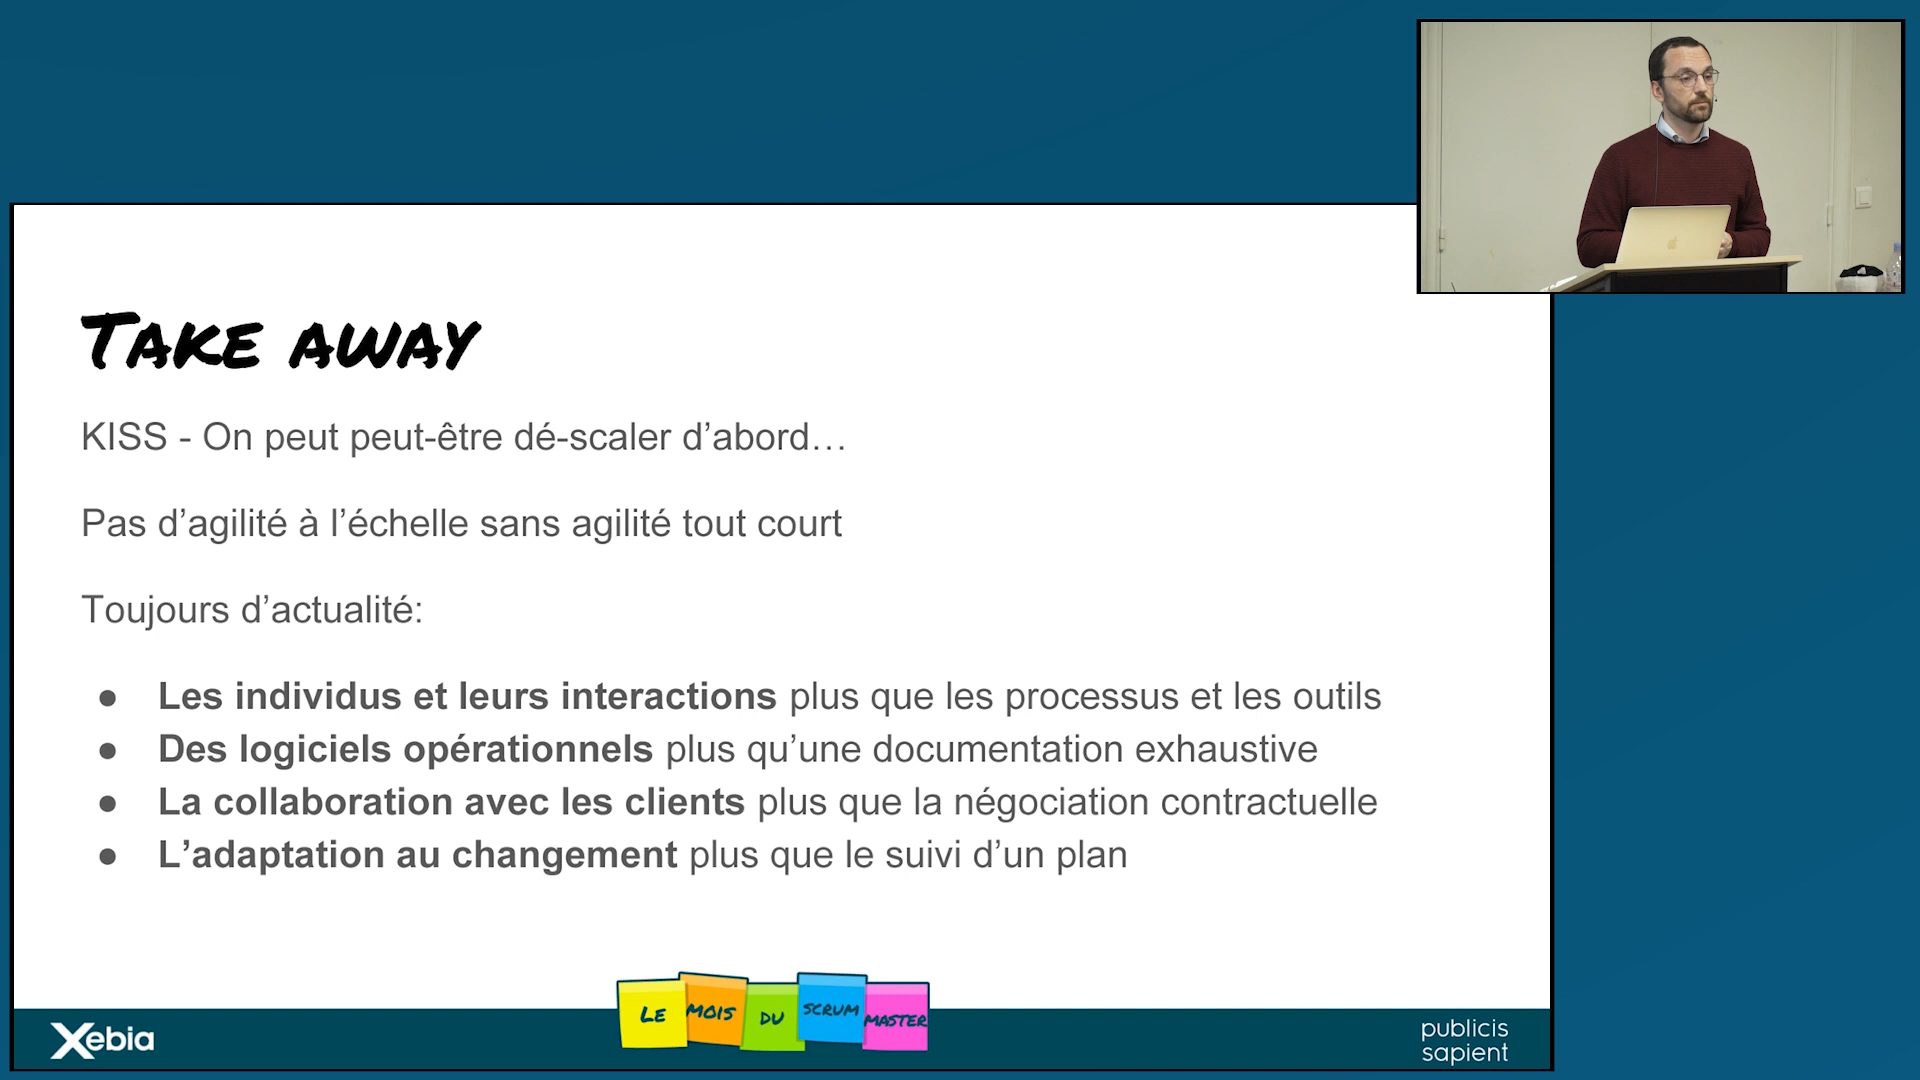 Take away
KISS - On peut peut-être dé-scaler d’abord…
Pas d’agilité à l’échelle sans agilité tout court
Toujours d’actualité:
● Les individus et leurs interactions plus que les processus et les outils
● Des logiciels opérationnels plus qu’une documentation exhaustive
● La collaboration avec les clients plus que la négociation contractuelle
● L’adaptation au changement plus que le suivi d’un plan
Xebia
Le mois du scrum master
publicis
sapient